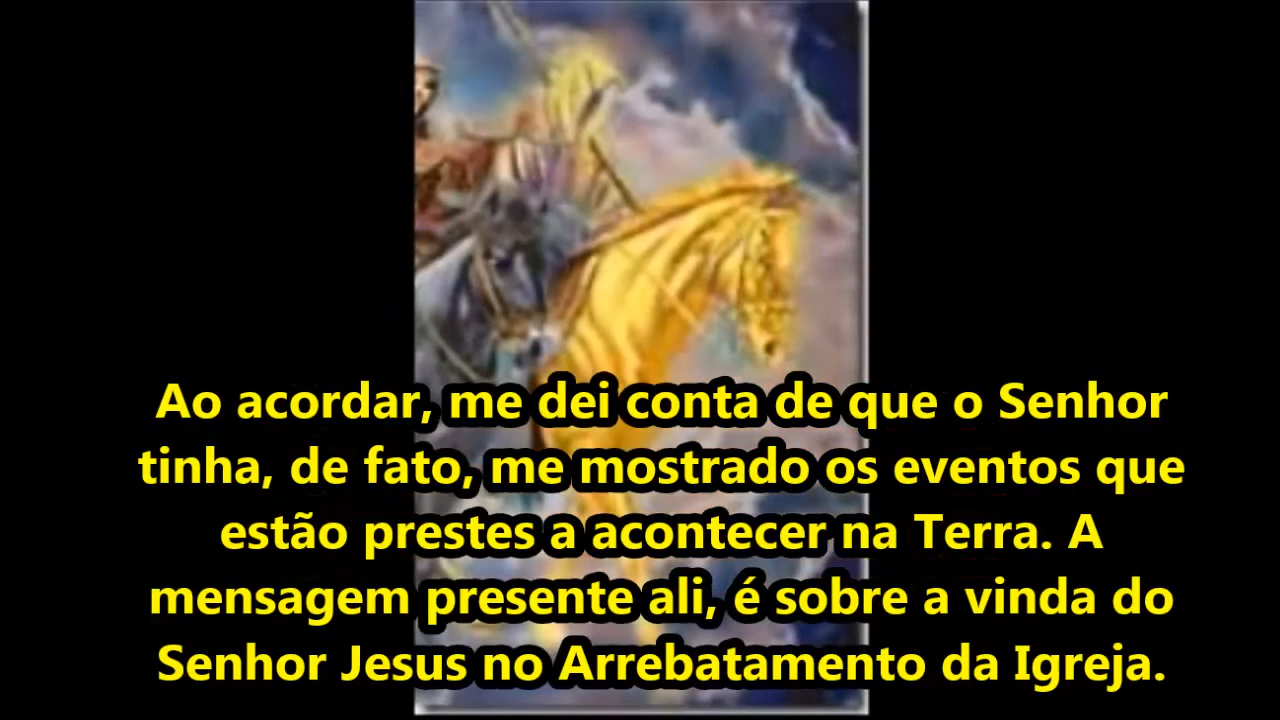 Ao acordar, me dei conta de que o Senhor
tinha, de fato, me mostrado os eventos que
estão prestes a acontecer na Terra. A
mensagem presente ali, é sobre a vinda do
Senhor Jesus no Arrebatamento da Igreja.